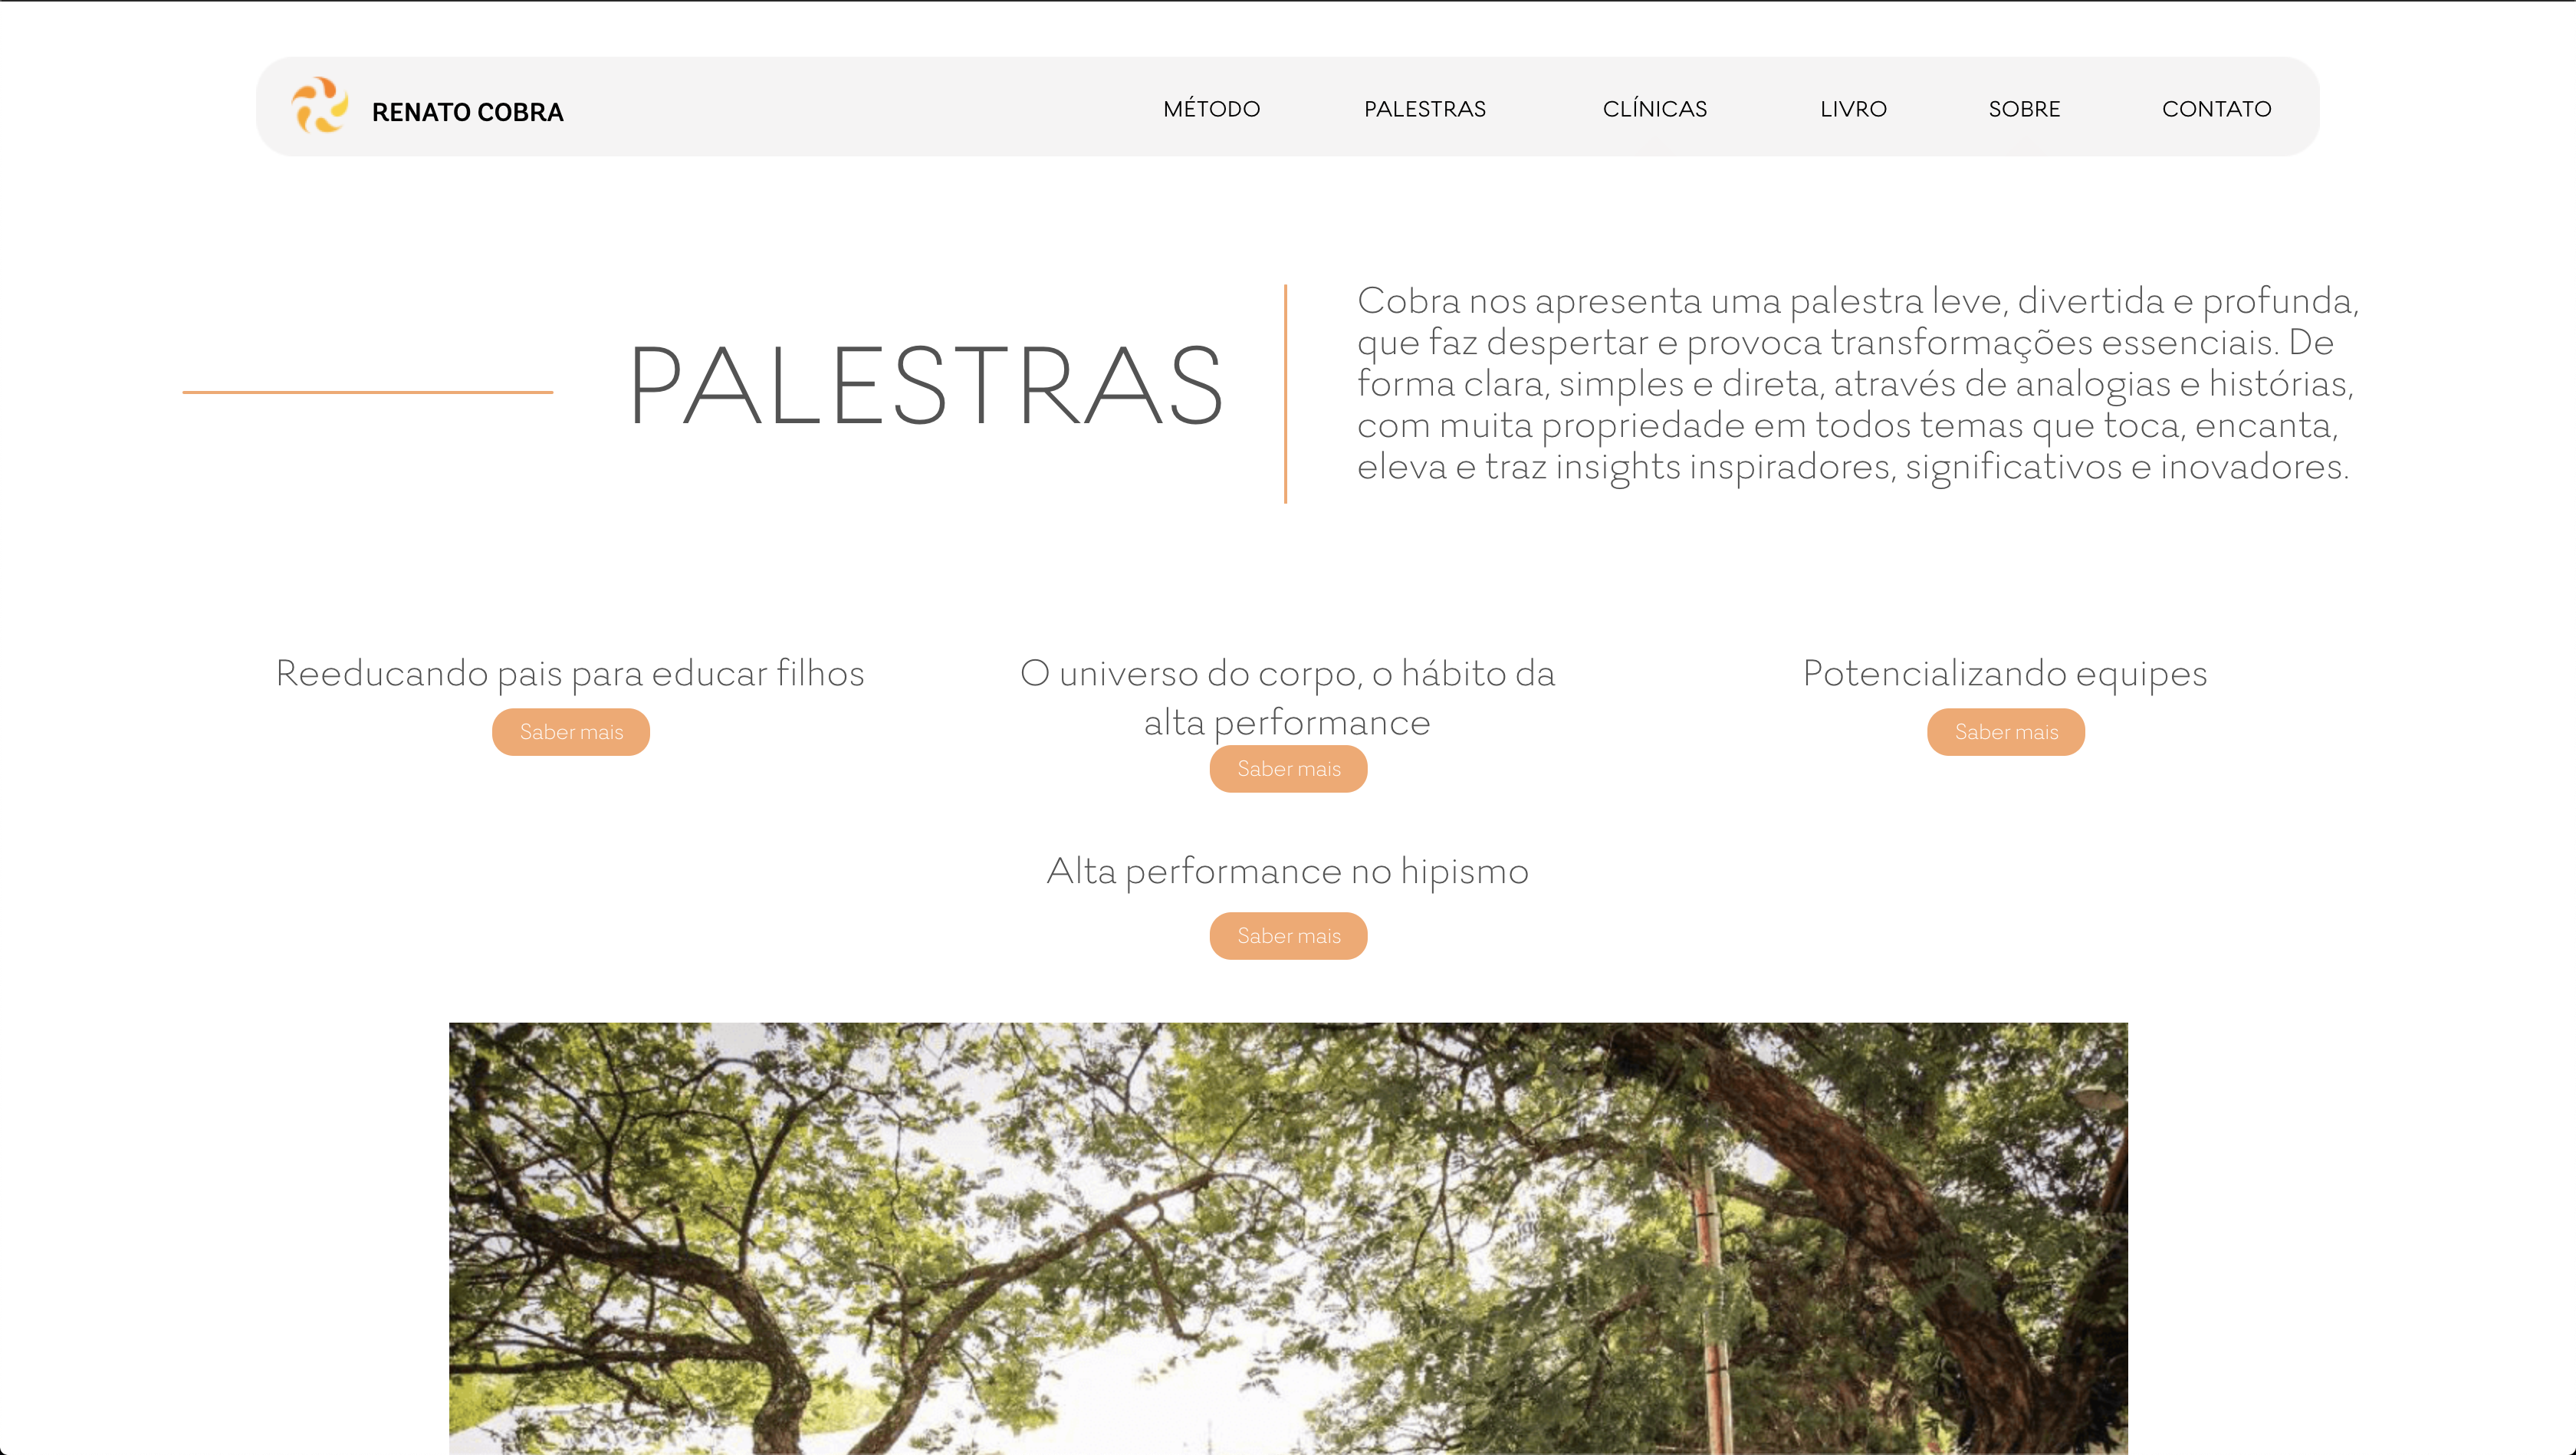 RENATO COBRA
MÉTODO
PALESTRAS
CLÍNICAS
LIVRO
SOBRE
CONTATO
PALESTRAS
Cobra nos apresenta uma palestra leve, divertida e profunda,
que faz despertar e provoca transformações essenciais. De
forma clara, simples e direta, através de analogias e histórias,
com muita propriedade em todos temas que toca, encanta,
eleva e traz insights inspiradores, significativos e inovadores.
Reeducando pais para educar filhos
Saber mais
O universo do corpo, o hábito da
alta performance
Saber mais
Potencializando equipes
Saber mais
Alta performance no hipismo
Saber mais